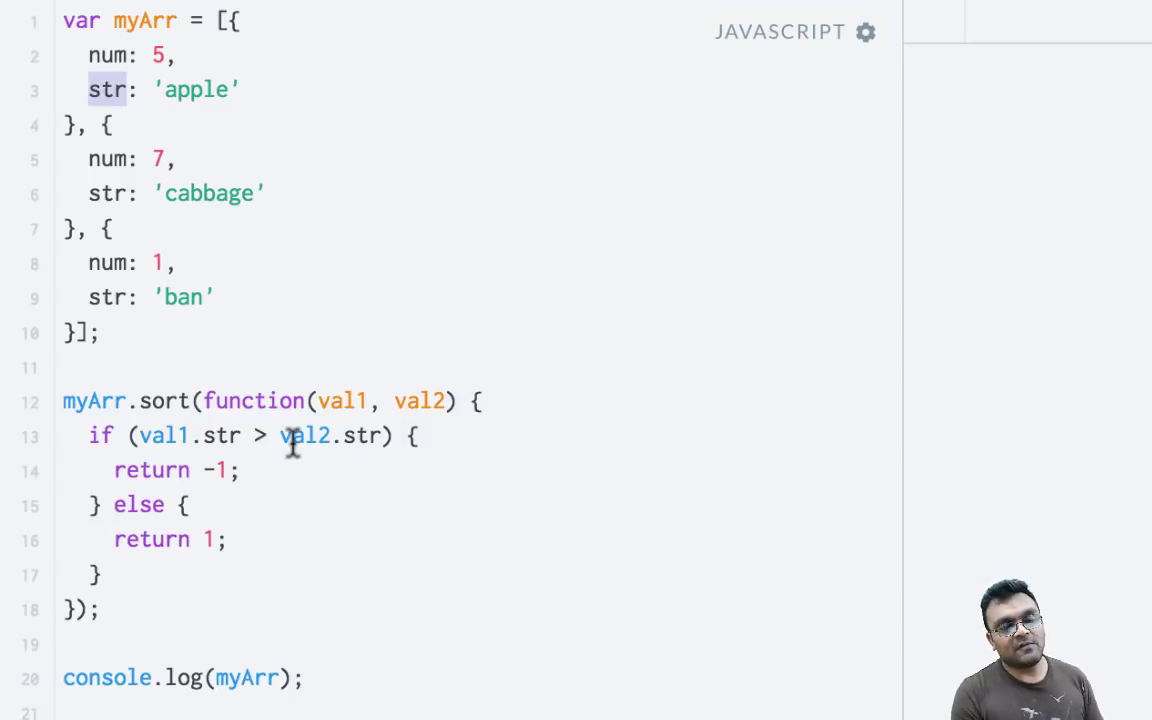 1 var myArr = [{
JAVASCRIPT
2 num: 5,
3 str: 'apple'
4 }, {
5 num: 7,
6 str: 'cabbage'
7 }, {
8 num: 1,
9 str: 'ban'
10 }];
11
12 myArr.sort(function(val1, val2) {
13 if (val1.str > val2.str) {
14 return -1;
15 } else {
16 return 1;
17 }
18 });
19
20 console.log(myArr);
21